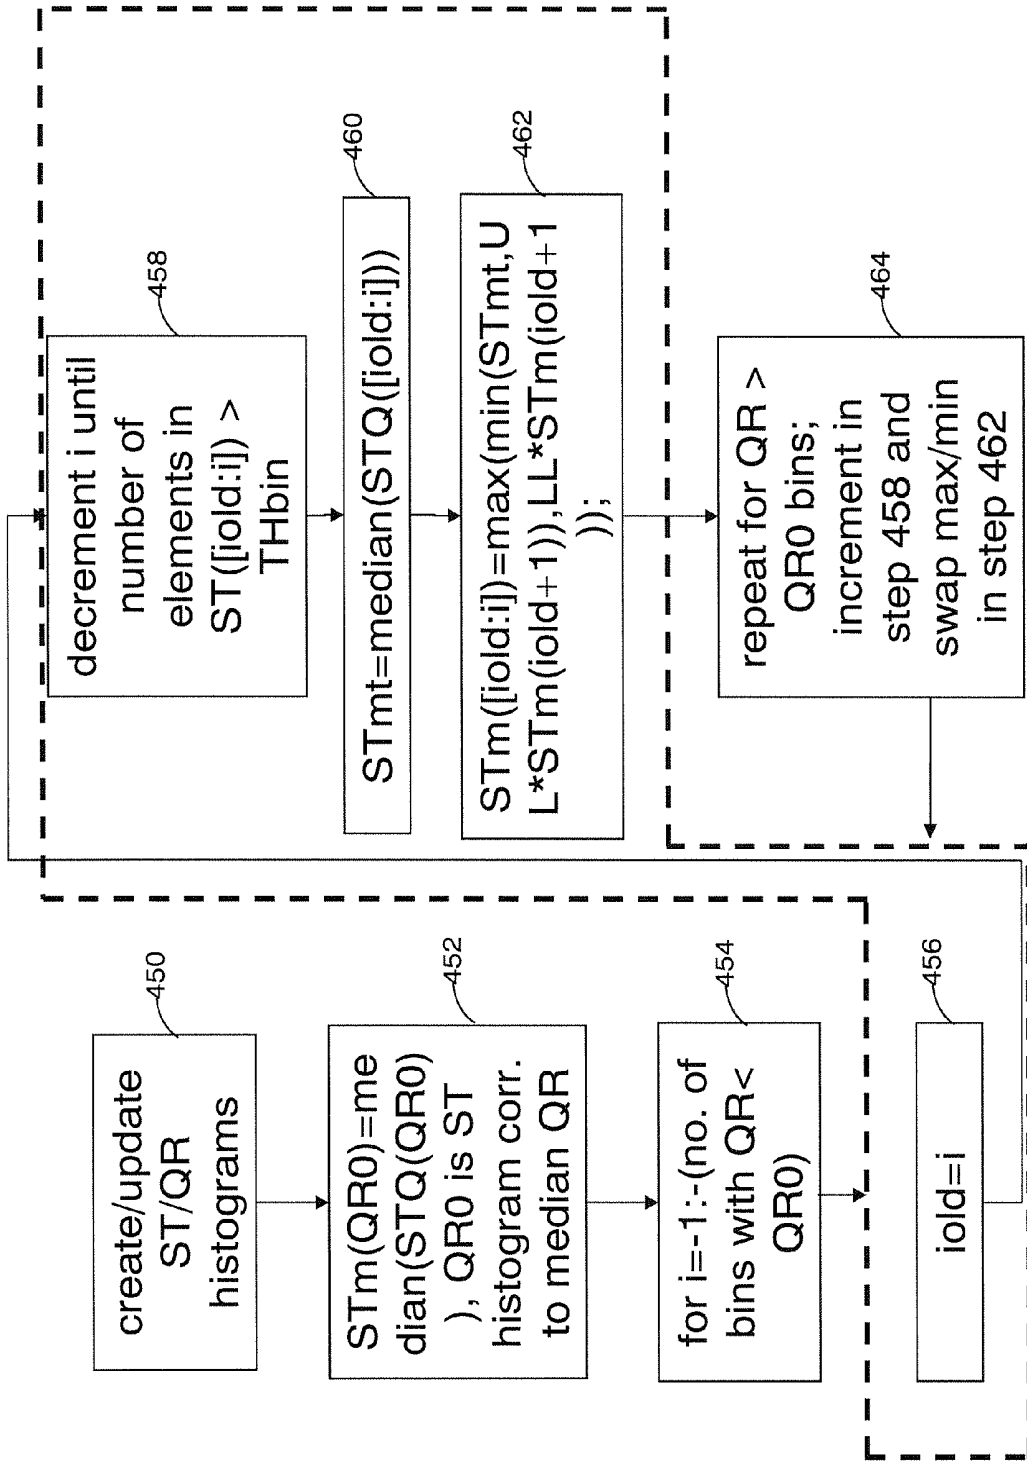 450
create/update
ST/QR
histograms
452
STm(QR0)=me
dian(STQ(QR0)
), QR0 is ST
histogram corr.
to median QR
454
for i=-1:-(no. of
bins with QR<
QR0)
456
iold=i
458
decrement i until
number of
elements in
ST([iold:i]) >
THbin
460
STmt=median(STQ([iold:i]))
462
STm([iold:i])=max(min(STmt,U
L*STm(iold+1)),LL*STm(iold+1
));
464
repeat for QR >
QR0 bins;
increment in
step 458 and
swap max/min
in step 462